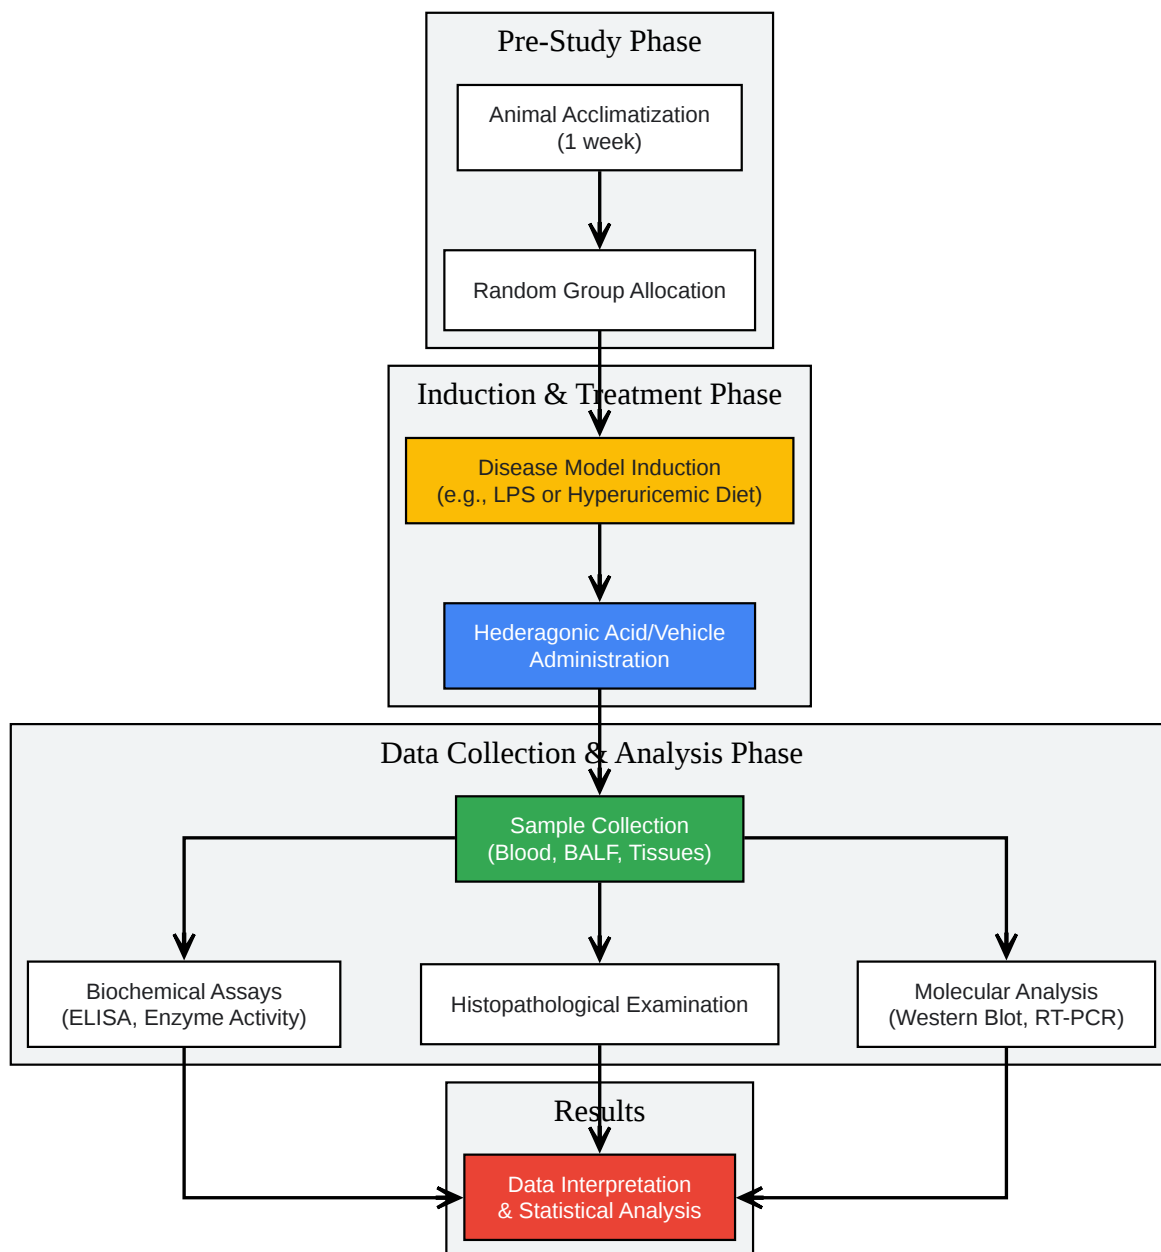 Pre-Study Phase
Animal Acclimatization
(1 week)
Random Group Allocation
Induction & Treatment Phase
Disease Model Induction
(e.g., LPS or Hyperuricemic Diet)
Hederagonic Acid/Vehicle
Administration
Data Collection & Analysis Phase
Sample Collection
(Blood, BALF, Tissues)
Biochemical Assays
(ELISA, Enzyme Activity)
Histopathological Examination
Molecular Analysis
(Western Blot, RT-PCR)
Results
Data Interpretation
& Statistical Analysis